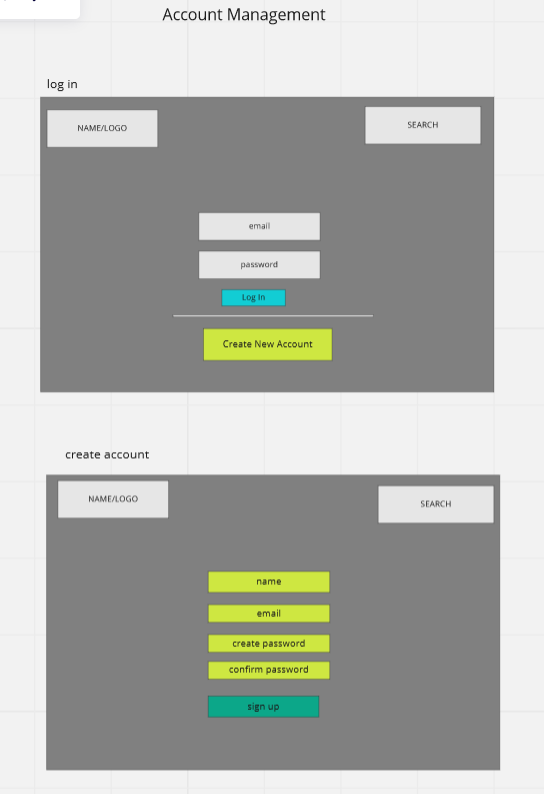 Account Management
log in
NAME/LOGO
SEARCH
email
password
Log In
Create New Account
create account
NAME/LOGO
SEARCH
name
email
create password
confirm password
sign up